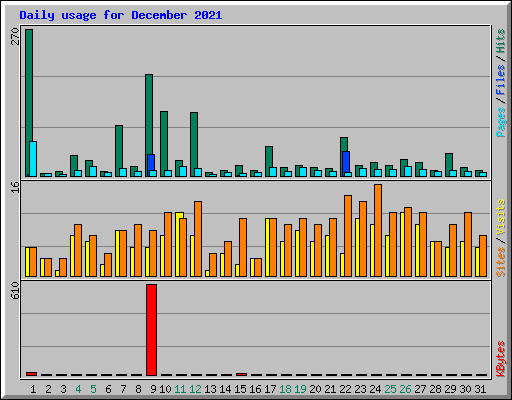 Daily usage for December 2021
270
Pages / Files / Hits
16
Sites / Visits
610
KBytes
1 2 3 4 5 6 7 8 9 10 11 12 13 14 15 16 17 18 19 20 21 22 23 24 25 26 27 28 29 30 31